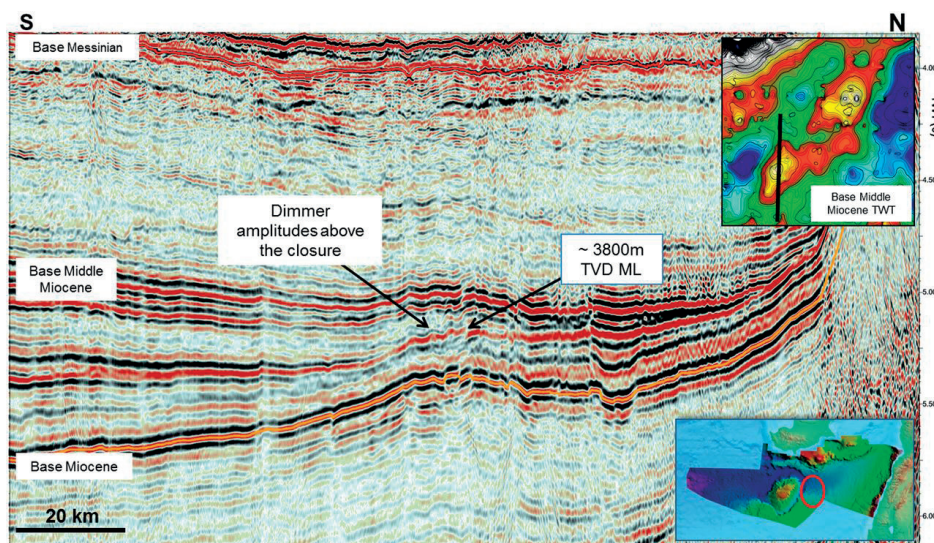 S
N
Base Messinian
4.00
Base Middle
Miocene TWT
4.50
Dimmer
amplitudes above
the closure
~ 3800m
TVD ML
Base Middle
Miocene
5.00
5.50
Base Miocene
20 km
6.00